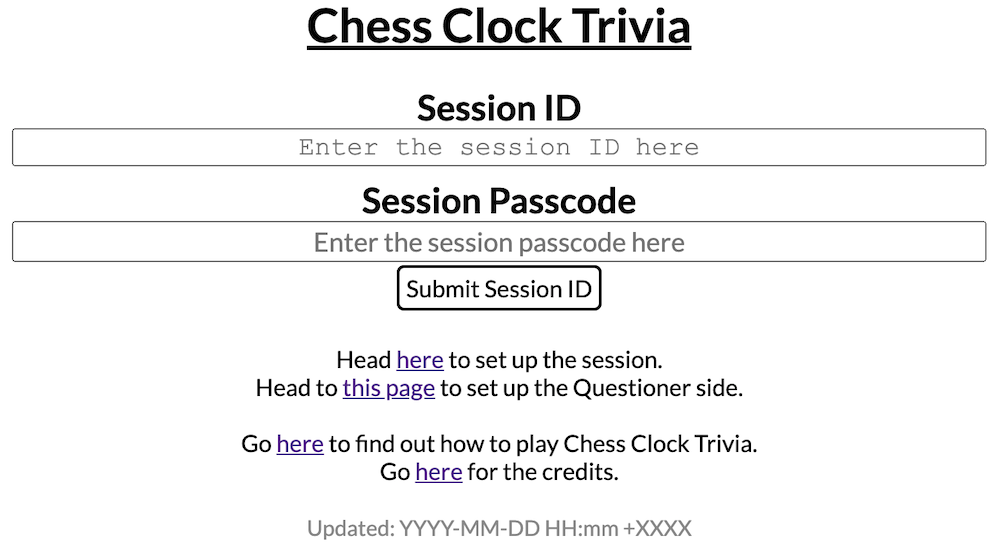 Chess Clock Trivia
Session ID
Enter the session ID here
Session Passcode
Enter the session passcode here
Submit Session ID
Head here to set up the session.
Head to this page to set up the Questioner side.
Go here to find out how to play Chess Clock Trivia.
Go here for the credits.
Updated: YYYY-MM-DD HH:mm +XXXX